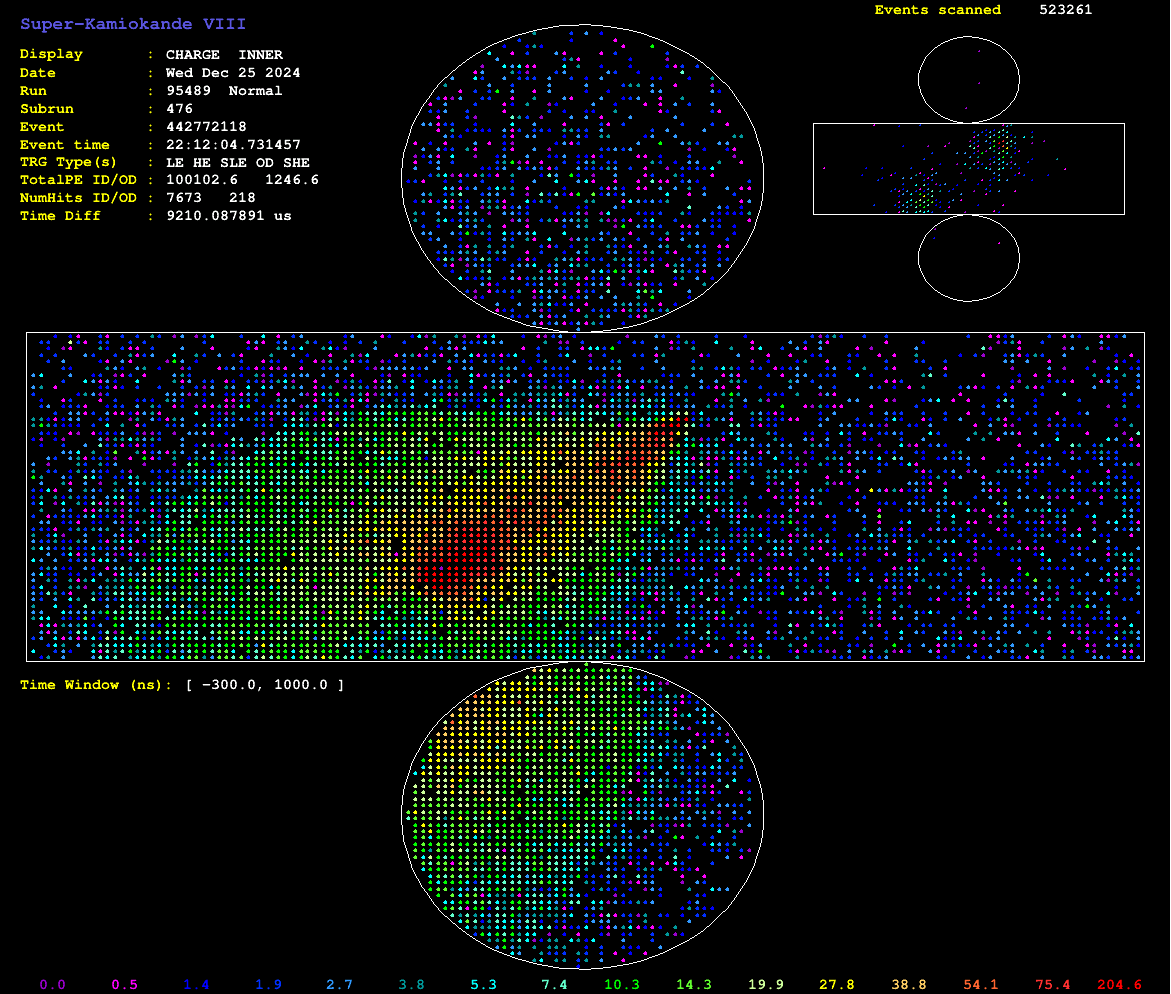 Super-Kamiokande VIII
Events scanned 523261
Display : CHARGE INNER
Date : Wed Dec 25 2024
Run : 95489 Normal
Subrun : 476
Event : 442772118
Event time : 22:12:04.731457
TRG Type(s) : LE HE SLE OD SHE
TotalPE ID/OD : 100102.6 1246.6
NumHits ID/OD : 7673 218
Time Diff : 9210.087891 us
Time Window (ns): [ −300.0, 1000.0 ]
0.0 0.5 1.4 1.9 2.7 3.8 5.3 7.4 10.3 14.3 19.9 27.8 38.8 54.1 75.4 204.6